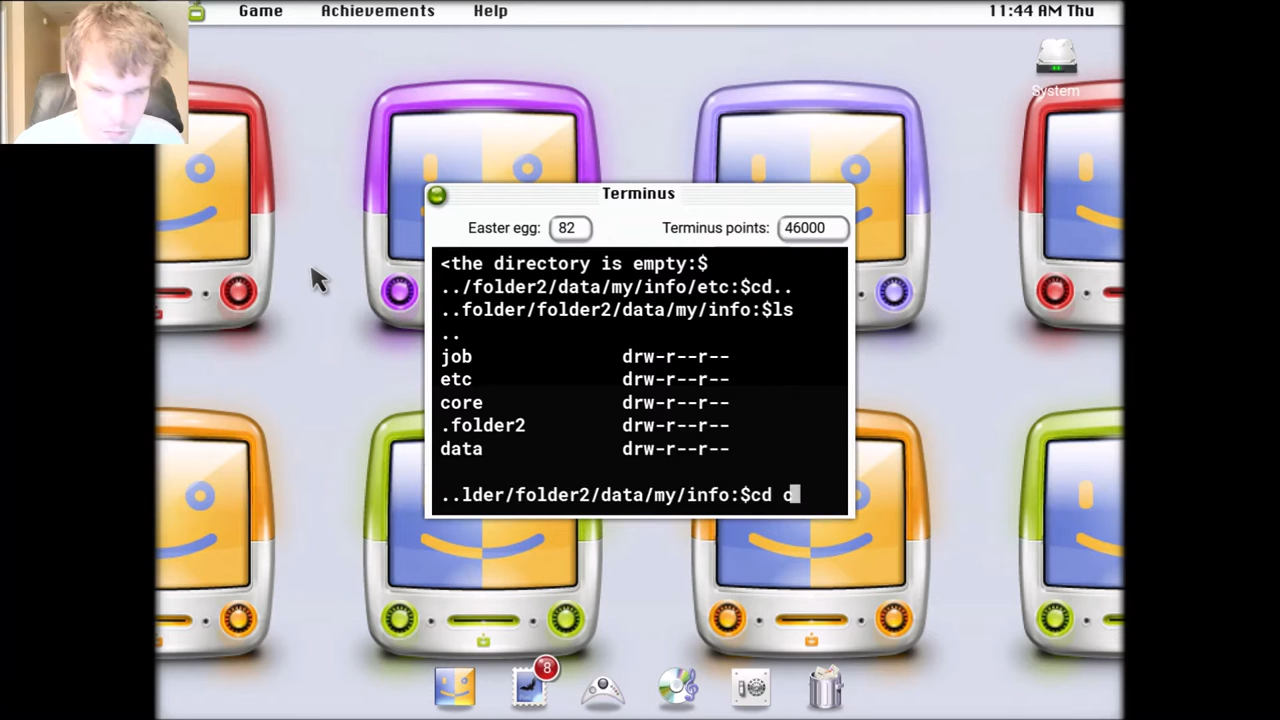 Game Achievements Help 11:44 AM Thu
System
Terminus
Easter egg: 82 Terminus points: 46000
<the directory is empty:$
../folder2/data/my/info/etc:$cd..
..folder/folder2/data/my/info:$ls
..
job drw-r--r--
etc drw-r--r--
core drw-r--r--
.folder2 drw-r--r--
data drw-r--r--
..lder/folder2/data/my/info:$cd c
8